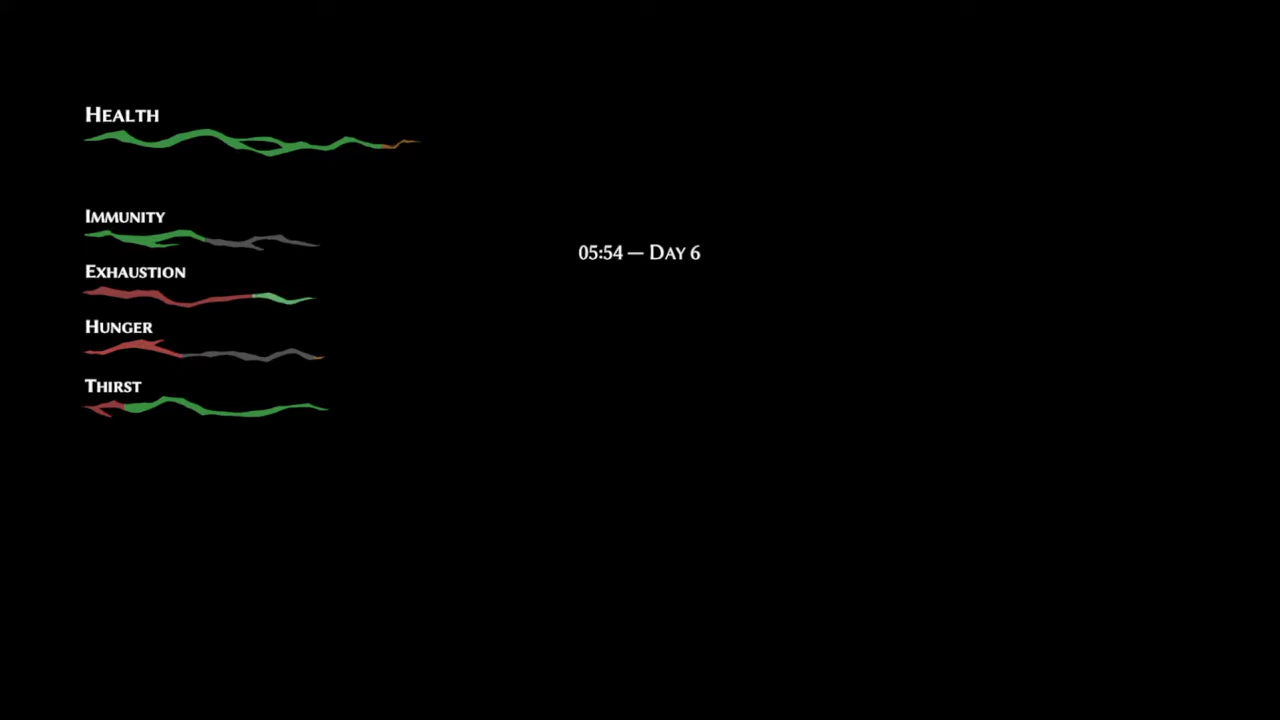 Health
Immunity
05:54 — Day 6
Exhaustion
Hunger
Thirst